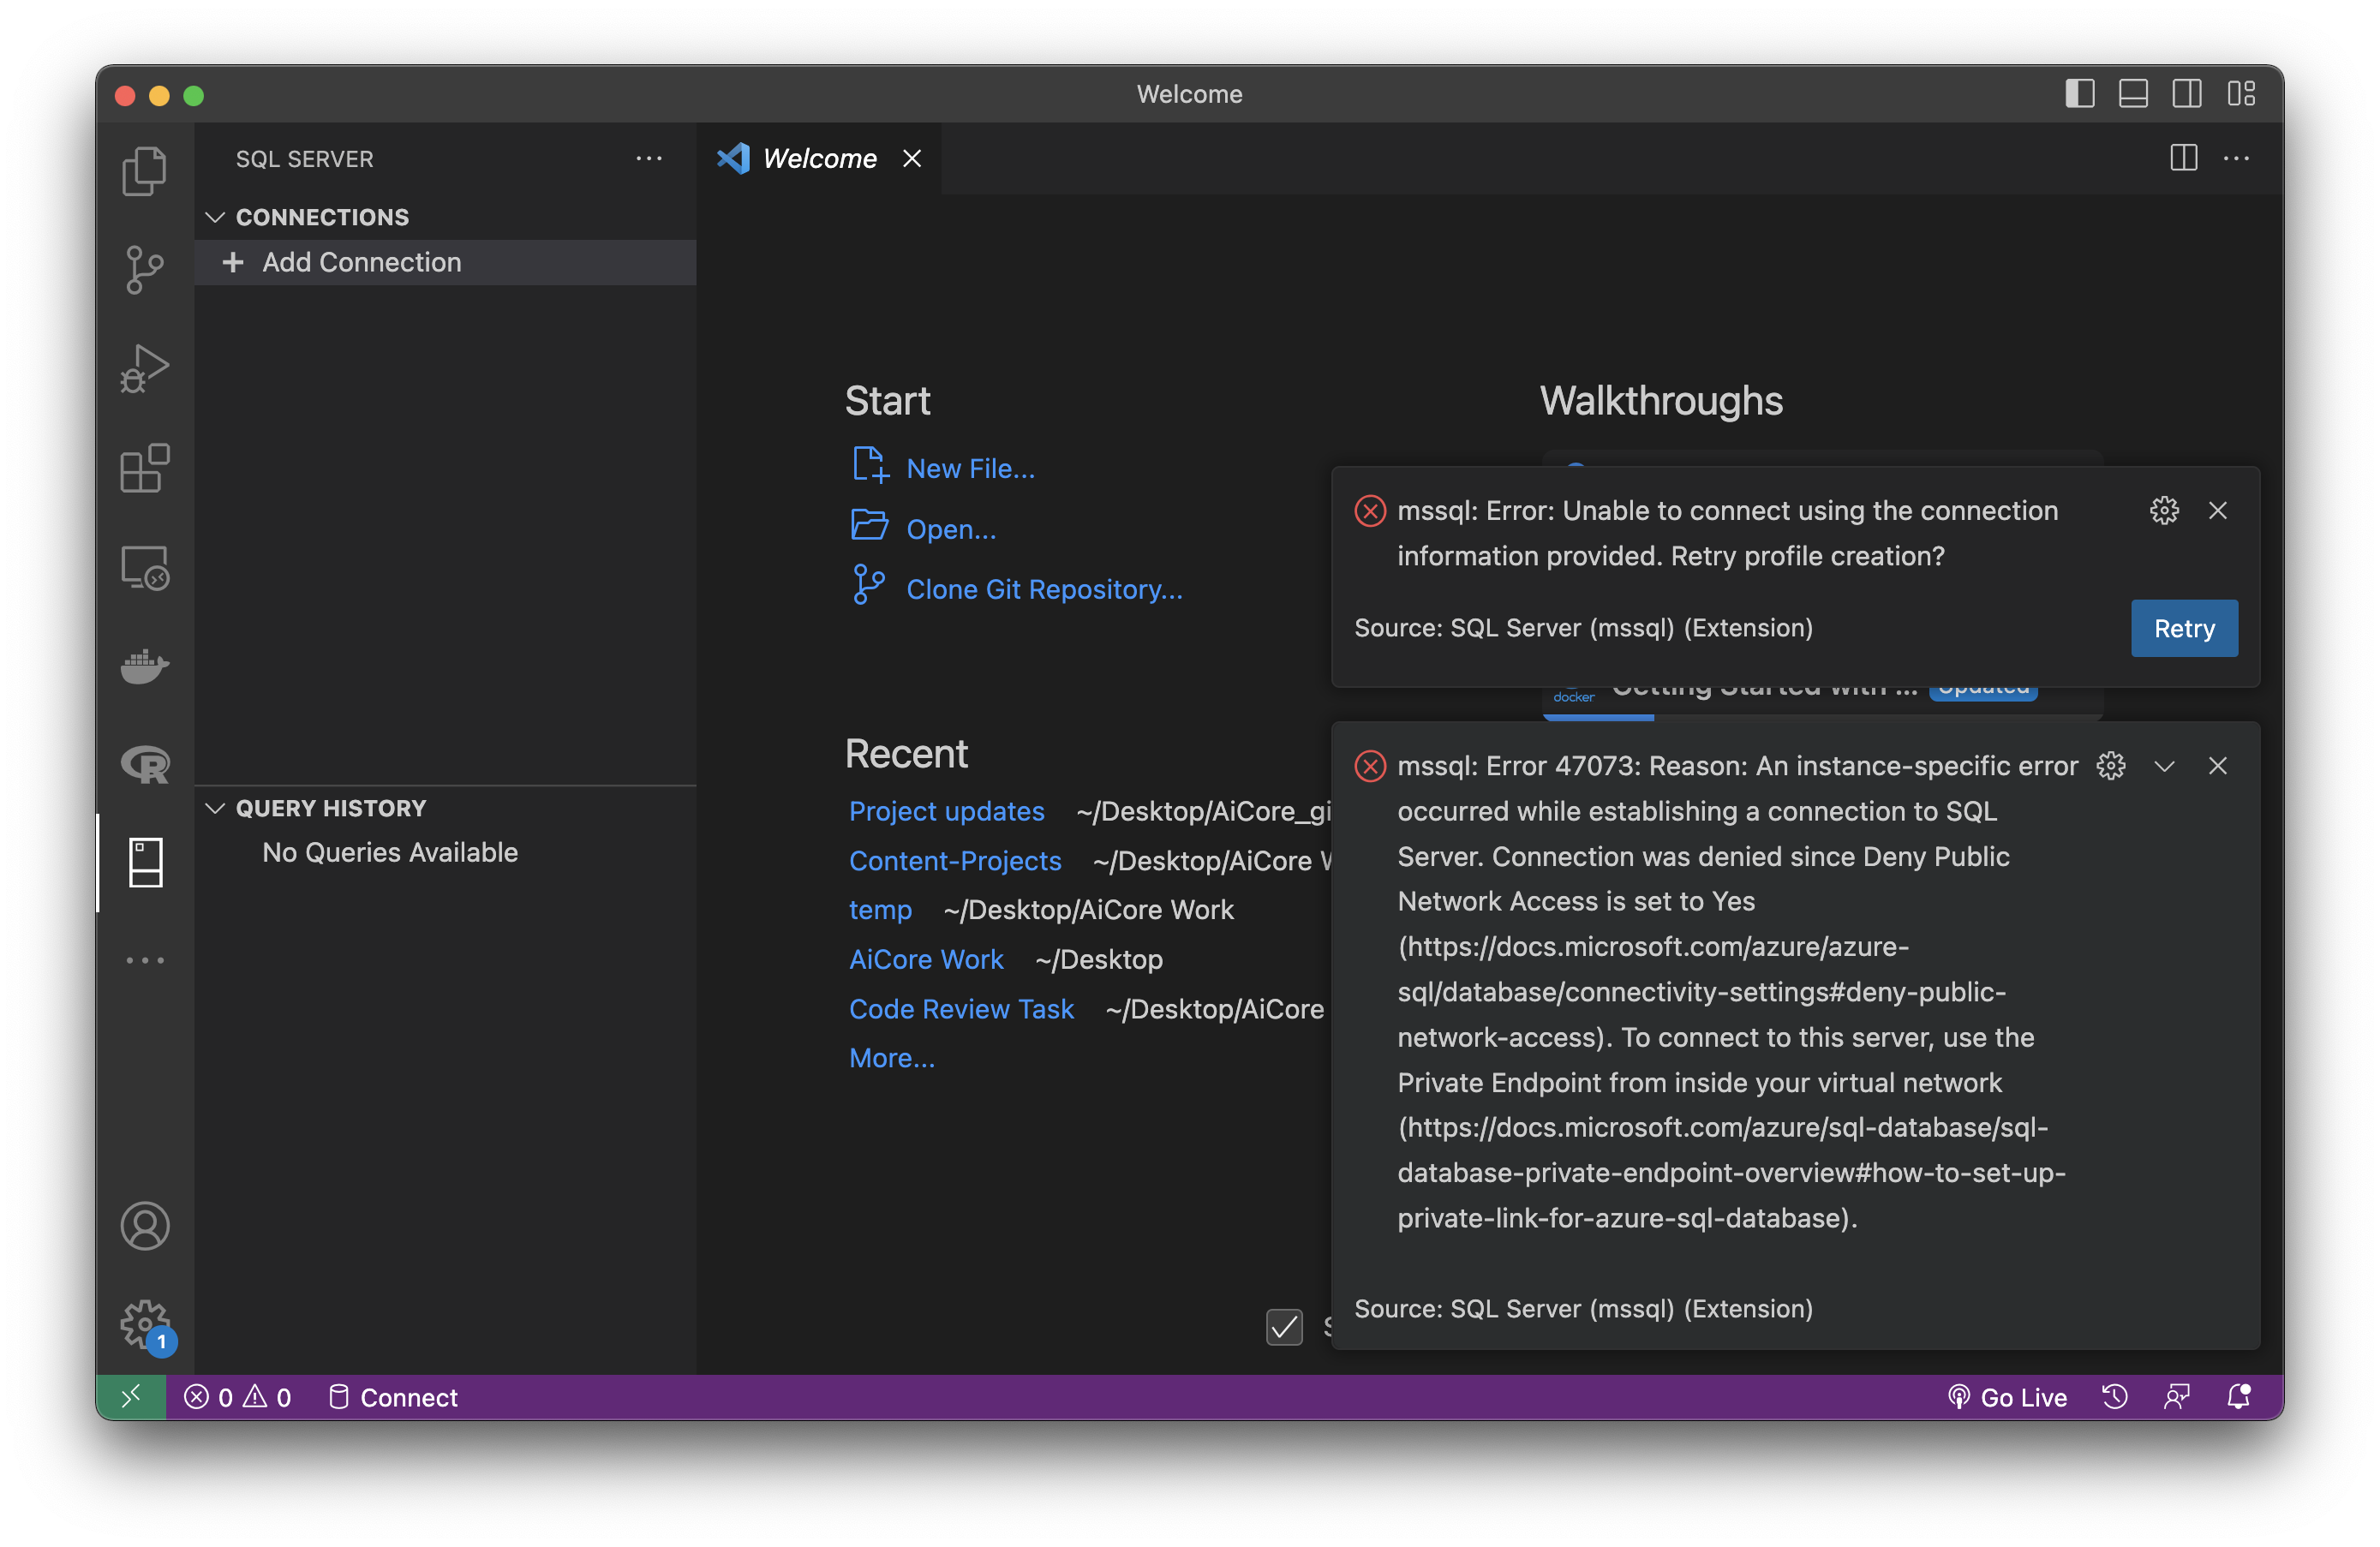 Welcome
SQL SERVER
CONNECTIONS
Add Connection
QUERY HISTORY
No Queries Available
Welcome
Start
New File...
Open...
Clone Git Repository...
Recent
Project updates ~/Desktop/AiCore_gi
Content-Projects ~/Desktop/AiCore
temp ~/Desktop/AiCore Work
AiCore Work ~/Desktop
Code Review Task ~/Desktop/AiCore
More...
Walkthroughs
mssql: Error: Unable to connect using the connection
information provided. Retry profile creation?
Source: SQL Server (mssql) (Extension)
Retry
docker Getting Started with ... Updated
mssql: Error 47073: Reason: An instance-specific error
occurred while establishing a connection to SQL
Server. Connection was denied since Deny Public
Network Access is set to Yes
(https://docs.microsoft.com/azure/azure-
sql/database/connectivity-settings#deny-public-
network-access). To connect to this server, use the
Private Endpoint from inside your virtual network
(https://docs.microsoft.com/azure/sql-database/sql-
database-private-endpoint-overview#how-to-set-up-
private-link-for-azure-sql-database).
Source: SQL Server (mssql) (Extension)
1
0 0 Connect
Go Live